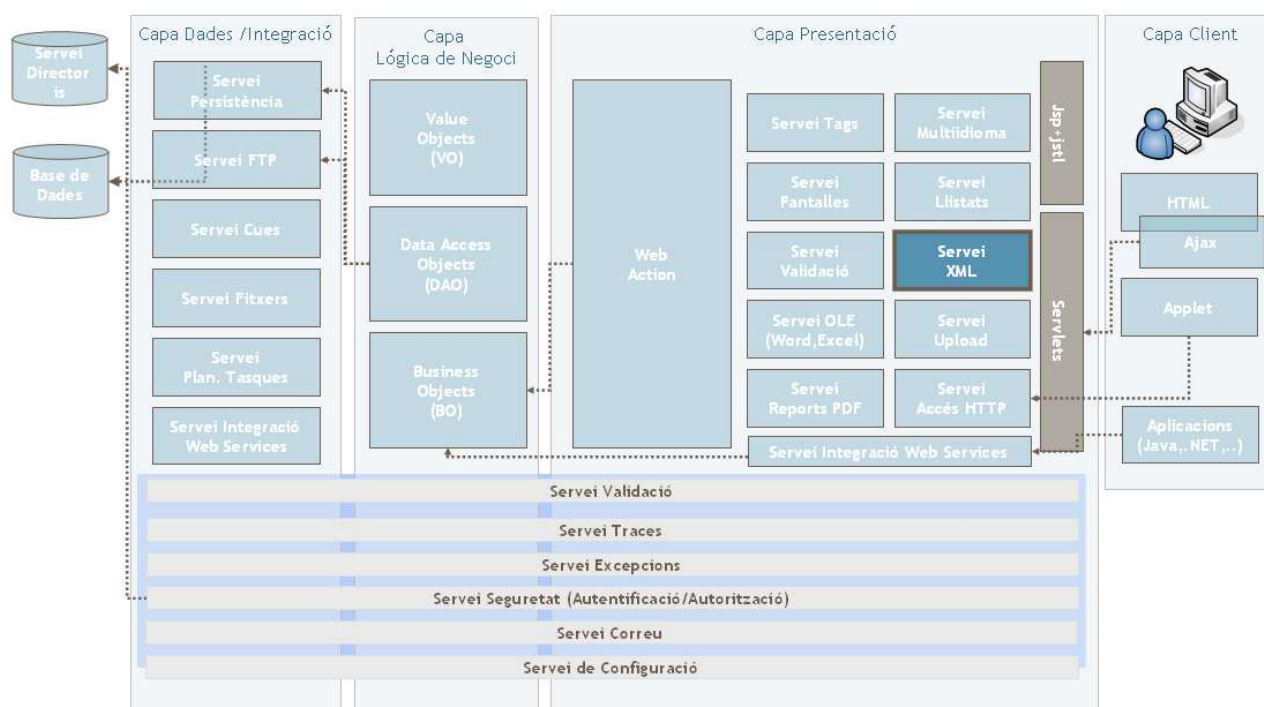 Capa Dades /Integració
Capa
Lógica de Negoci
Capa Presentació
Capa Client
Servei
Director
is
Base de
Dades
Servei
Persistència
Servei FTP
Servei Cues
Servei Fitxers
Servei
Plan. Tasques
Servei Integració
Web Services
Value
Objects
(VO)
Data Access
Objects
(DAO)
Business
Objects
(BO)
Web
Action
Servei Tags
Servei
Multiidioma
Servei
Pantalles
Servei
Llistats
Servei
Validació
Servei
XML
Servei OLE
(Word,Excel)
Servei
Upload
Servei
Reports PDF
Servei
Accés HTTP
Servei Integració Web Services
Jsp+jstl
Servlets
HTML
Ajax
Applet
Aplicacions
(Java,.NET,..)
Servei Validació
Servei Traces
Servei Excepcions
Servei Seguretat (Autentificació/Autorització)
Servei Correu
Servei de Configuració